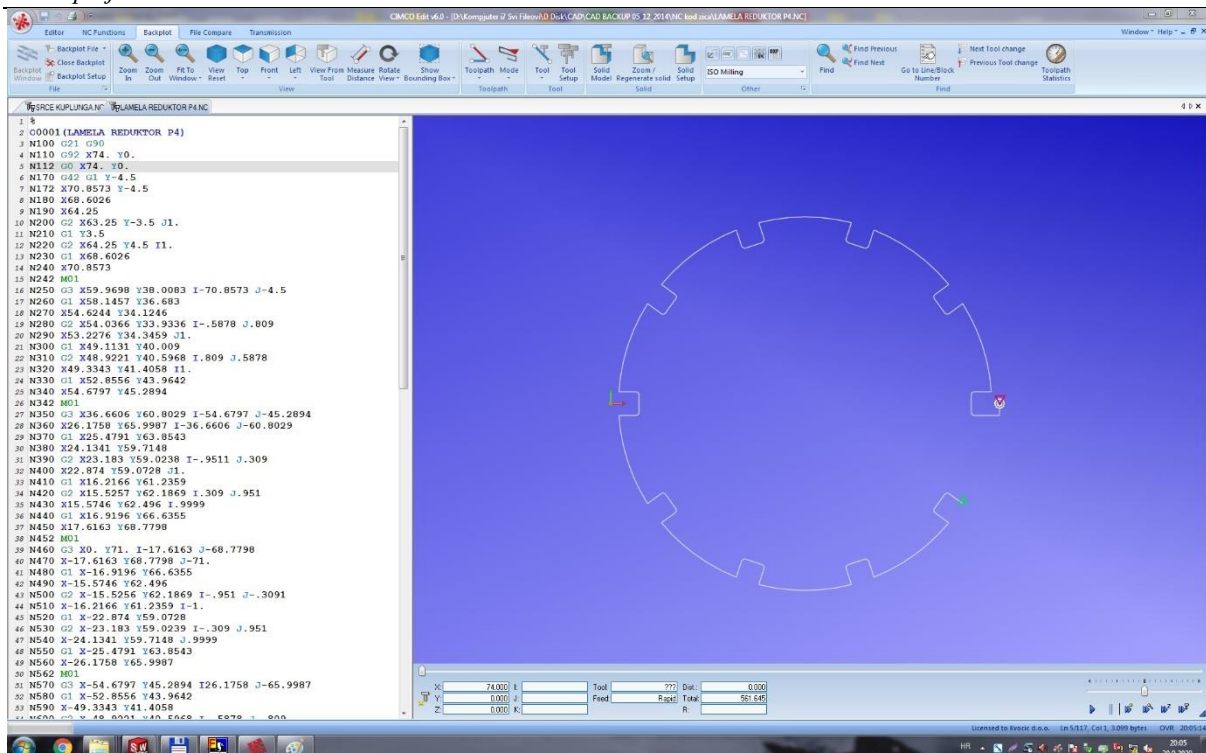 CIMCO Edit v6.0 - [D:\Kompjuter i7 Svi Fileovi\D Disk\CAD\CAD BACKUP 05_12_2014\NC kod zica\LAMELA REDUKTOR P4.NC]
Editor NC Functions Backplot File Compare Transmission Window Help
Backplot Window
Backplot File
Close Backplot
Backplot Setup
Zoom In
Zoom Out
Fit To Window
View Reset
Top
Front
Left
View From Tool
Measure Distance
Rotate View
Show Bounding Box
Toolpath
Mode
Tool
Tool Setup
Solid Model
Zoom / Regenerate solid
Solid Setup
ISO Milling
Find
Find Previous
Find Next
Go to Line/Block Number
Next Tool change
Previous Tool change
Toolpath Statistics
File View Toolpath Tool Solid Other Find
SRCE KUPLUNGA.NC LAMELA REDUKTOR P4.NC
1 %
2 O0001(LAMELA REDUKTOR P4)
3 N100 G21 G90
4 N110 G92 X74. Y0.
5 N112 G0 X74. Y0.
6 N170 G42 G1 Y-4.5
7 N172 X70.8573 Y-4.5
8 N180 X68.6026
9 N190 X64.25
10 N200 G2 X63.25 Y-3.5 J1.
11 N210 G1 Y3.5
12 N220 G2 X64.25 Y4.5 I1.
13 N230 G1 X68.6026
14 N240 X70.8573
15 N242 M01
16 N250 G3 X59.9698 Y38.0083 I-70.8573 J-4.5
17 N260 G1 X58.1457 Y36.683
18 N270 X54.6244 Y34.1246
19 N280 G2 X54.0366 Y33.9336 I-.5878 J.809
20 N290 X53.2276 Y34.3459 J1.
21 N300 G1 X49.1131 Y40.009
22 N310 G2 X48.9221 Y40.5968 I.809 J.5878
23 N320 X49.3343 Y41.4058 I1.
24 N330 G1 X52.8556 Y43.9642
25 N340 X54.6797 Y45.2894
26 N342 M01
27 N350 G3 X36.6606 Y60.8029 I-54.6797 J-45.2894
28 N360 X26.1758 Y65.9987 I-36.6606 J-60.8029
29 N370 G1 X25.4791 Y63.8543
30 N380 X24.1341 Y59.7148
31 N390 G2 X23.183 Y59.0238 I-.9511 J.309
32 N400 X22.874 Y59.0728 J1.
33 N410 G1 X16.2166 Y61.2359
34 N420 G2 X15.5257 Y62.1869 I.309 J.951
35 N430 X15.5746 Y62.496 I.9999
36 N440 G1 X16.9196 Y66.6355
37 N450 X17.6163 Y68.7798
38 N452 M01
39 N460 G3 X0. Y71. I-17.6163 J-68.7798
40 N470 X-17.6163 Y68.7798 J-71.
41 N480 G1 X-16.9196 Y66.6355
42 N490 X-15.5746 Y62.496
43 N500 G2 X-15.5256 Y62.1869 I-.951 J-.3091
44 N510 X-16.2166 Y61.2359 I-1.
45 N520 G1 X-22.874 Y59.0728
46 N530 G2 X-23.183 Y59.0239 I-.309 J.951
47 N540 X-24.1341 Y59.7148 J.9999
48 N550 G1 X-25.4791 Y63.8543
49 N560 X-26.1758 Y65.9987
50 N562 M01
51 N570 G3 X-54.6797 Y45.2894 I26.1758 J-65.9987
52 N580 G1 X-52.8556 Y43.9642
53 N590 X-49.3343 Y41.4058
X: 74.000 I: Tool ??? Dist.: 0.000
Y: 0.000 J: Feed Rapid Total: 561.645
Z: 0.000 K: R:
Licensed to Kvocic d.o.o. Ln 5/117, Col 1, 3.099 bytes OVR 20:05:14
HR 20:05